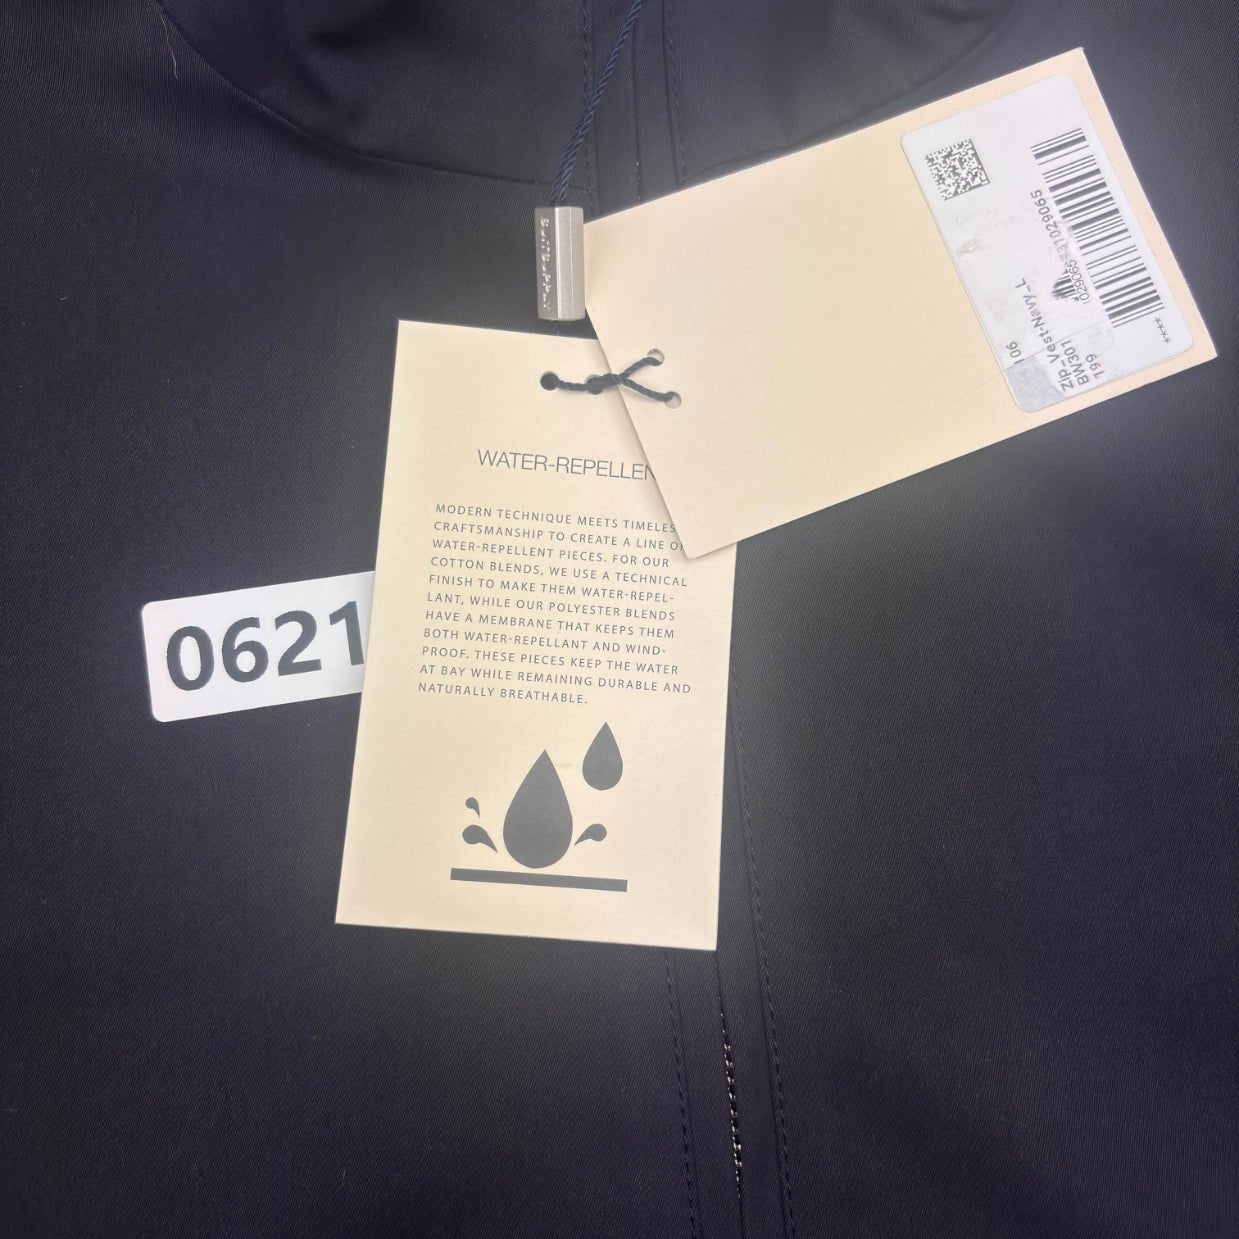 SUITSUPPLY
WATER-REPELLEN
MODERN TECHNIQUE MEETS TIMELES
CRAFTSMANSHIP TO CREATE A LINE O
WATER-REPELLENT PIECES. FOR OUR
COTTON BLENDS, WE USE A TECHNICAL
FINISH TO MAKE THEM WATER-REPEL-
LANT, WHILE OUR POLYESTER BLENDS
HAVE A MEMBRANE THAT KEEPS THEM
BOTH WATER-REPELLANT AND WIND-
PROOF. THESE PIECES KEEP THE WATER
AT BAY WHILE REMAINING DURABLE AND
NATURALLY BREATHABLE.
0621
106
Zip_Vest-Navy_L
BW301
199
****